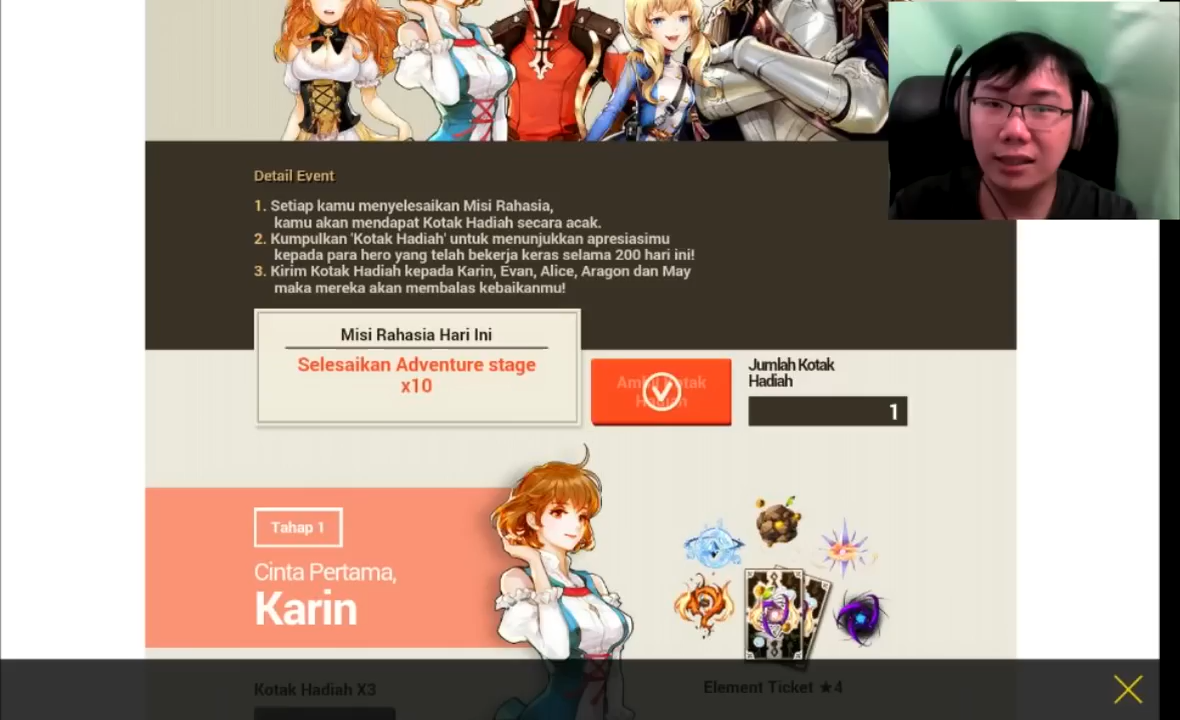 Detail Event
1. Setiap kamu menyelesaikan Misi Rahasia,
kamu akan mendapat Kotak Hadiah secara acak.
2. Kumpulkan 'Kotak Hadiah' untuk menunjukkan apresiasimu
kepada para hero yang telah bekerja keras selama 200 hari ini!
3. Kirim Kotak Hadiah kepada Karin, Evan, Alice, Aragon dan May
maka mereka akan membalas kebaikanmu!
Misi Rahasia Hari Ini
Selesaikan Adventure stage
x10
Ambil Kotak
Hadiah
Jumlah Kotak
Hadiah
1
Tahap 1
Cinta Pertama,
Karin
Kotak Hadiah X3
Element Ticket ★4